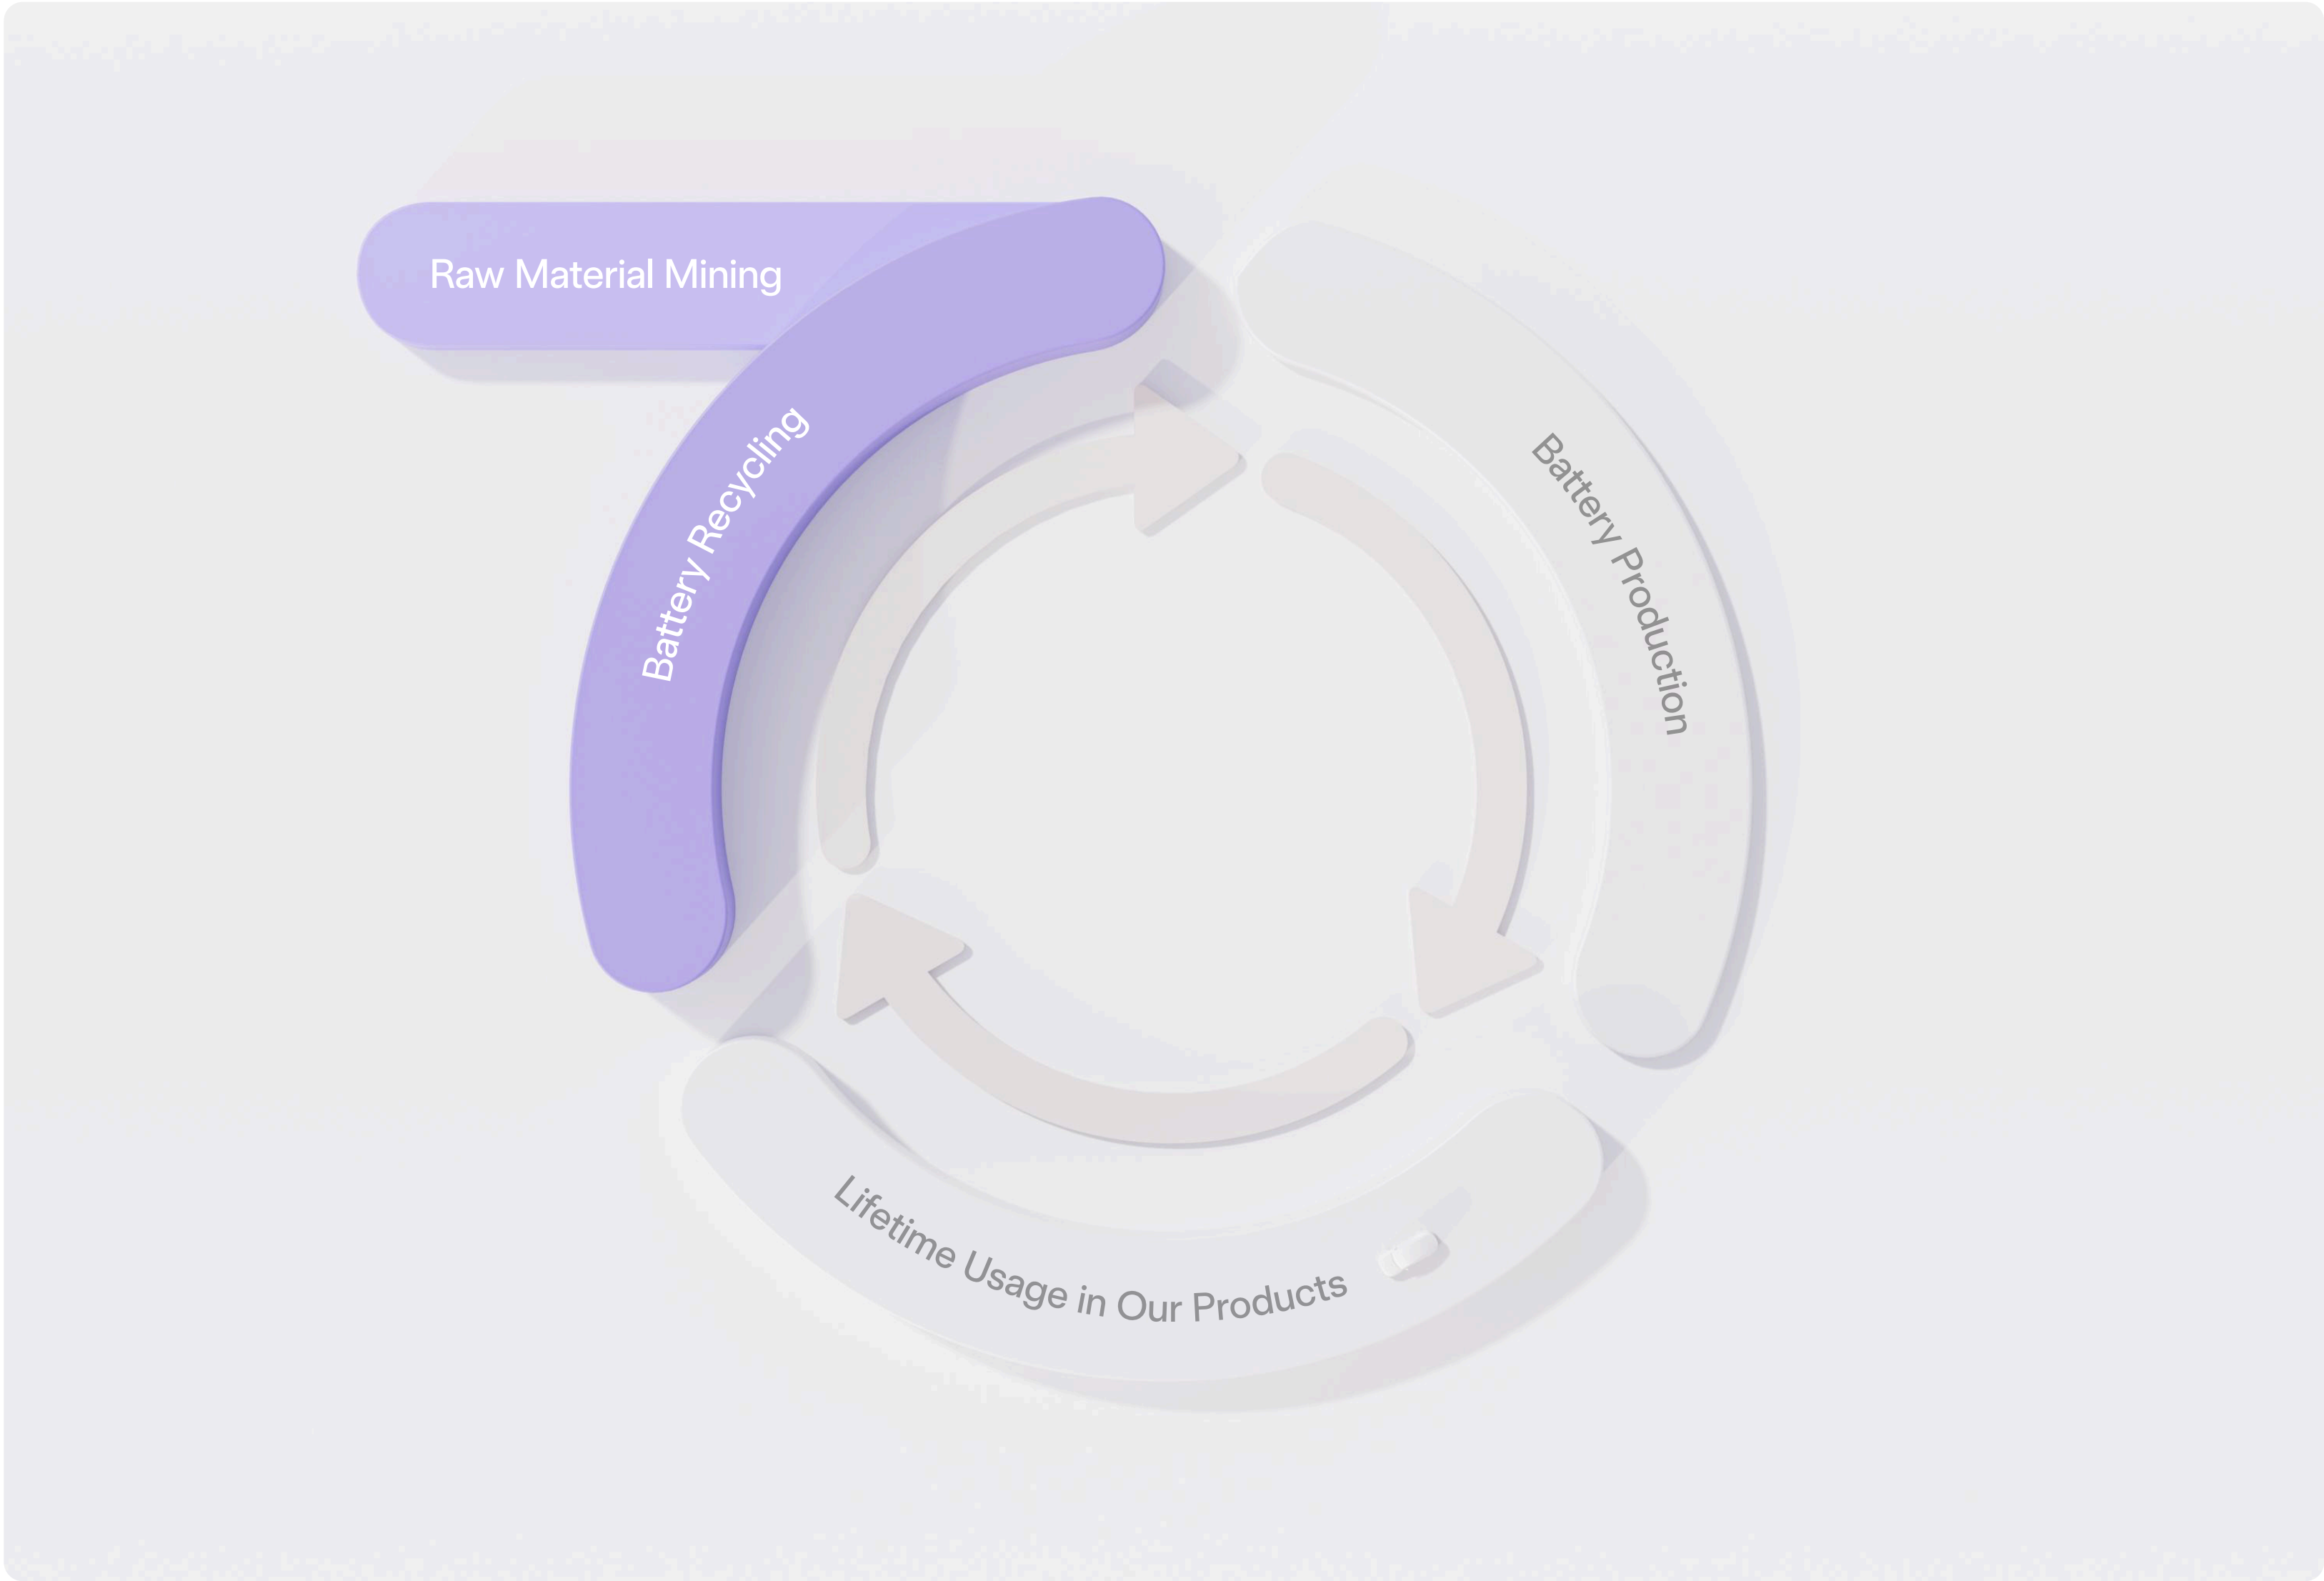 Raw Material Mining
Battery Recycling
Battery Production
Lifetime Usage in Our Products